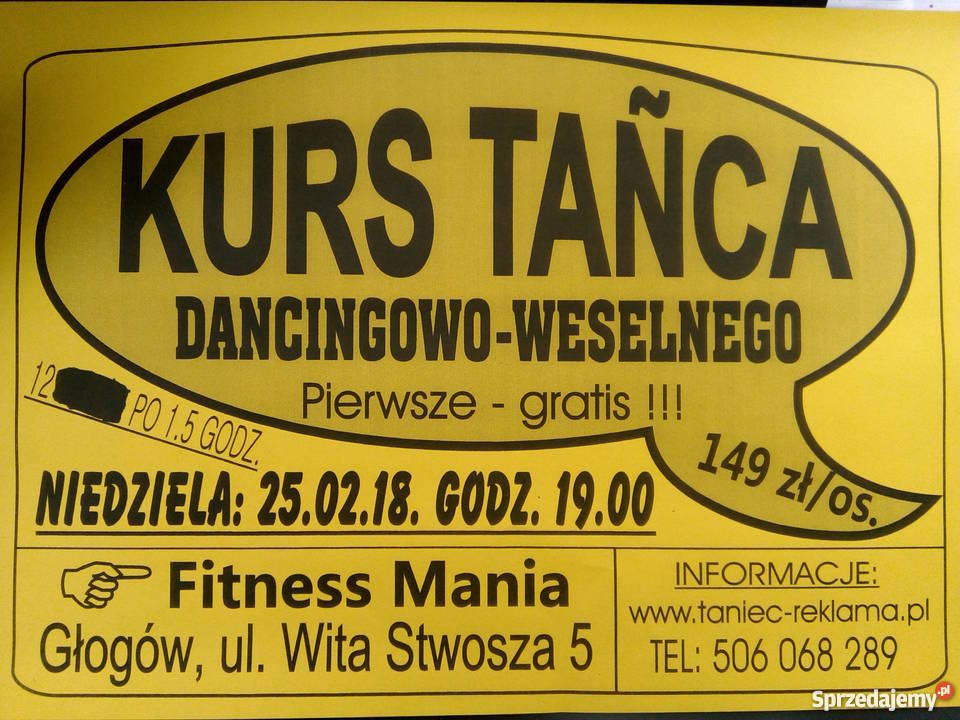 KURS TAÑCA
DANCINGOWO-WESELNEGO
Pierwsze - gratis !!!
149 zł/os.
12 PO 1.5 GODZ.
NIEDZIELA: 25.02.18. GODZ. 19.00
Fitness Mania
Głogów, ul. Wita Stwosza 5
INFORMACJE:
www.taniec-reklama.pl
TEL: 506 068 289
Sprzedajemy.pl